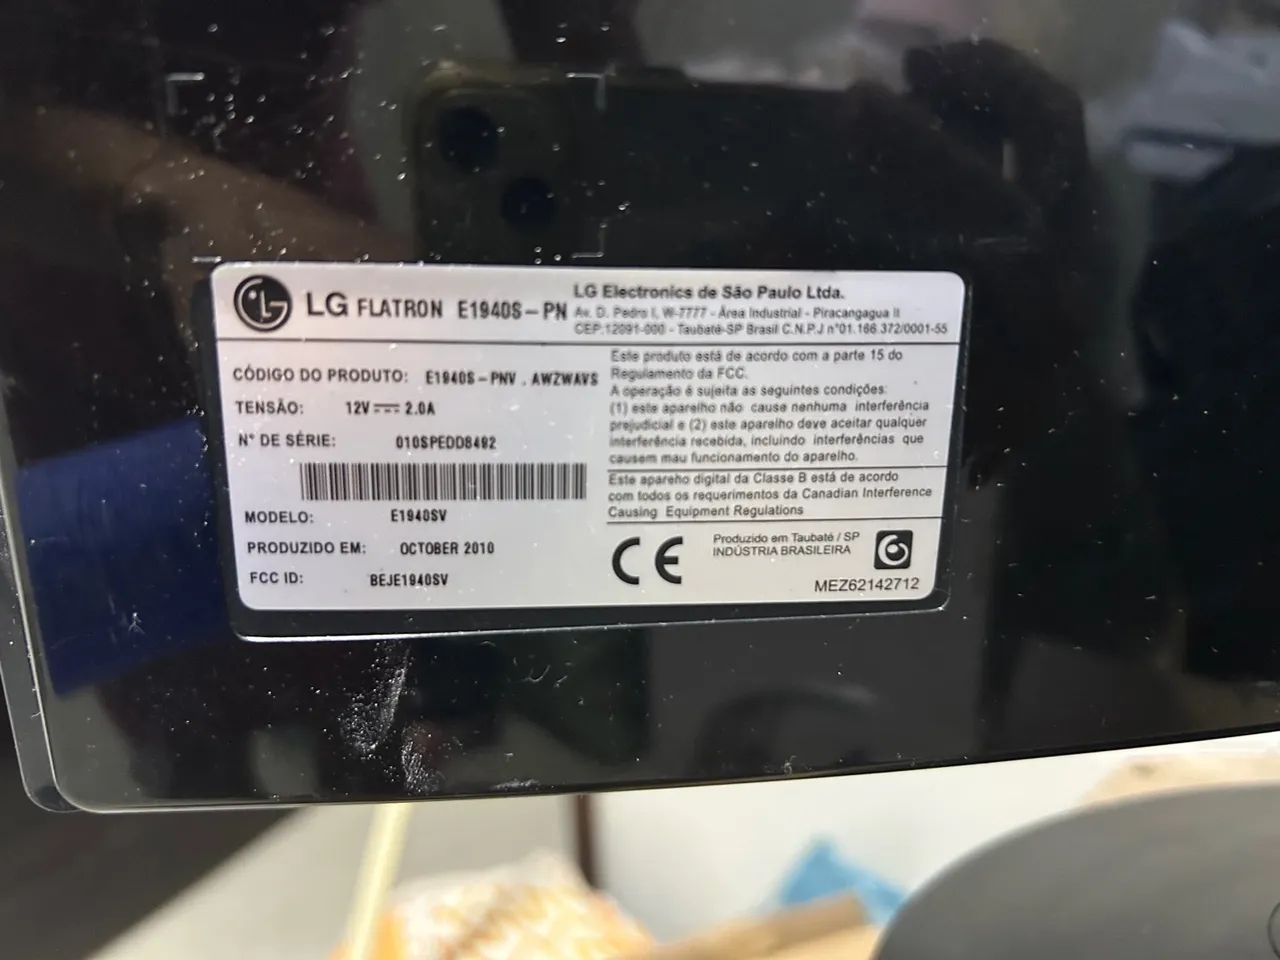 LG FLATRON E1940S-PN
LG Electronics de São Paulo Ltda.
Av. D. Pedro I, W-7777 - Área Industrial - Piracangagua II
CEP:12091-000 - Taubaté-SP Brasil C.N.P.J n°01.166.372/0001-55
CÓDIGO DO PRODUTO: E1940S-PNV . AWZWAVS
TENSÃO: 12V 2.0A
N° DE SÉRIE: 010SPEDD8492
MODELO: E1940SV
PRODUZIDO EM: OCTOBER 2010
FCC ID: BEJE1940SV
Este produto está de acordo com a parte 15 do
Regulamento da FCC.
A operação é sujeita as seguintes condições:
(1) este aparelho não cause nenhuma interferência
prejudicial e (2) este aparelho deve aceitar qualquer
interferência recebida, incluindo interferências que
causem mau funcionamento do aparelho.
Este apareho digital da Classe B está de acordo
com todos os requerimentos da Canadian Interference
Causing Equipment Regulations
CE
Produzido em Taubaté / SP
INDÚSTRIA BRASILEIRA
MEZ62142712